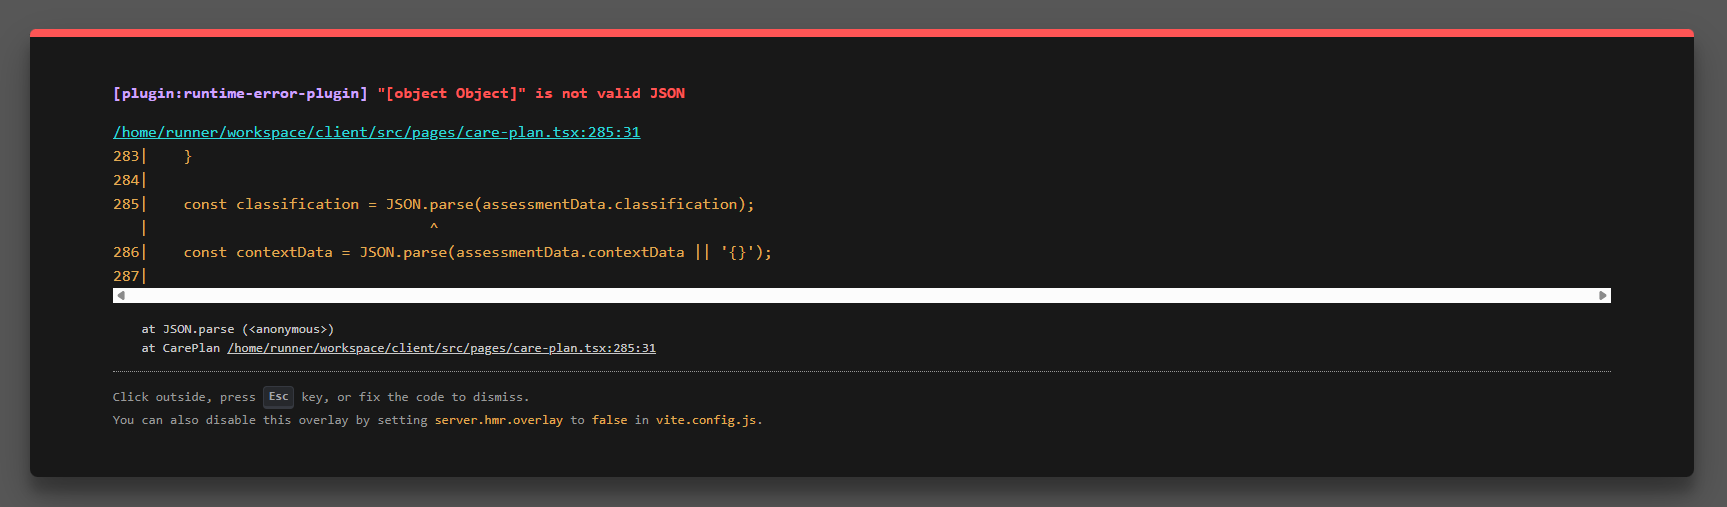 [plugin:runtime-error-plugin] "[object Object]" is not valid JSON
/home/runner/workspace/client/src/pages/care-plan.tsx:285:31
283|    }
284|
285|    const classification = JSON.parse(assessmentData.classification);
   |                                ^
286|    const contextData = JSON.parse(assessmentData.contextData || '{}');
287|
at JSON.parse (<anonymous>)
at CarePlan /home/runner/workspace/client/src/pages/care-plan.tsx:285:31
Click outside, press Esc key, or fix the code to dismiss.
You can also disable this overlay by setting server.hmr.overlay to false in vite.config.js.